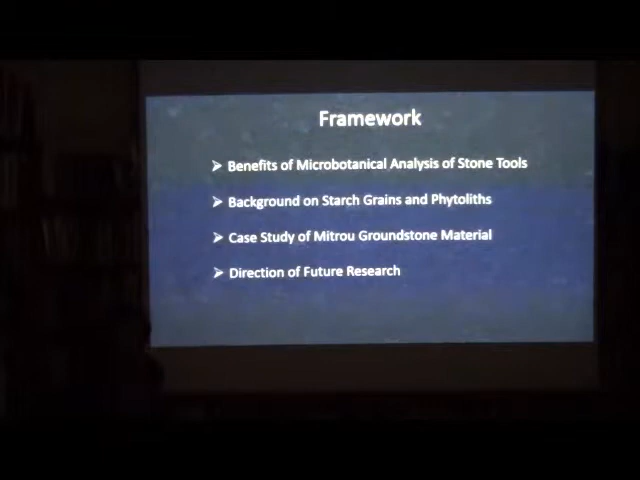 Framework
➢ Benefits of Microbotanical Analysis of Stone Tools
➢ Background on Starch Grains and Phytoliths
➢ Case Study of Mitrou Groundstone Material
➢ Direction of Future Research